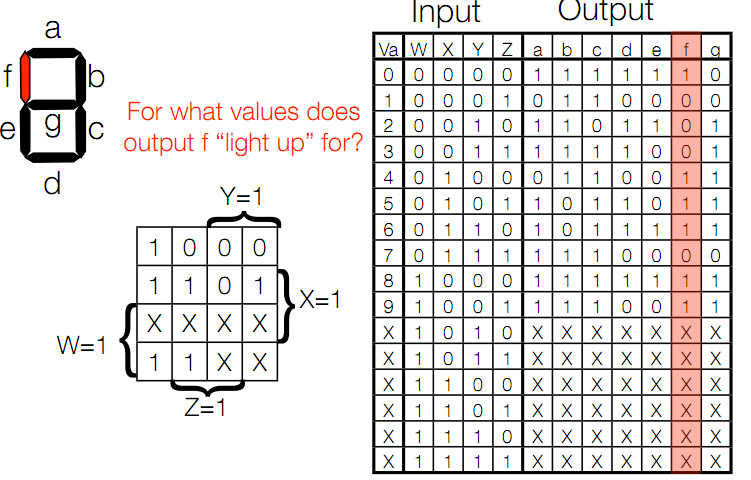 a
f b
g
e c
d
For what values does
output f “light up” for?
Y=1
1 0 0 0
1 1 0 1
X=1
X X X X
W=1
1 1 X X
Z=1
Input Output
Va W X Y Z a b c d e f g
0 0 0 0 0 1 1 1 1 1 1 0
1 0 0 0 1 0 1 1 0 0 0 0
2 0 0 1 0 1 1 0 1 1 0 1
3 0 0 1 1 1 1 1 1 0 0 1
4 0 1 0 0 0 1 1 0 0 1 1
5 0 1 0 1 1 0 1 1 0 1 1
6 0 1 1 0 1 0 1 1 1 1 1
7 0 1 1 1 1 1 1 0 0 0 0
8 1 0 0 0 1 1 1 1 1 1 1
9 1 0 0 1 1 1 1 0 0 1 1
X 1 0 1 0 X X X X X X X
X 1 0 1 1 X X X X X X X
X 1 1 0 0 X X X X X X X
X 1 1 0 1 X X X X X X X
X 1 1 1 0 X X X X X X X
X 1 1 1 1 X X X X X X X